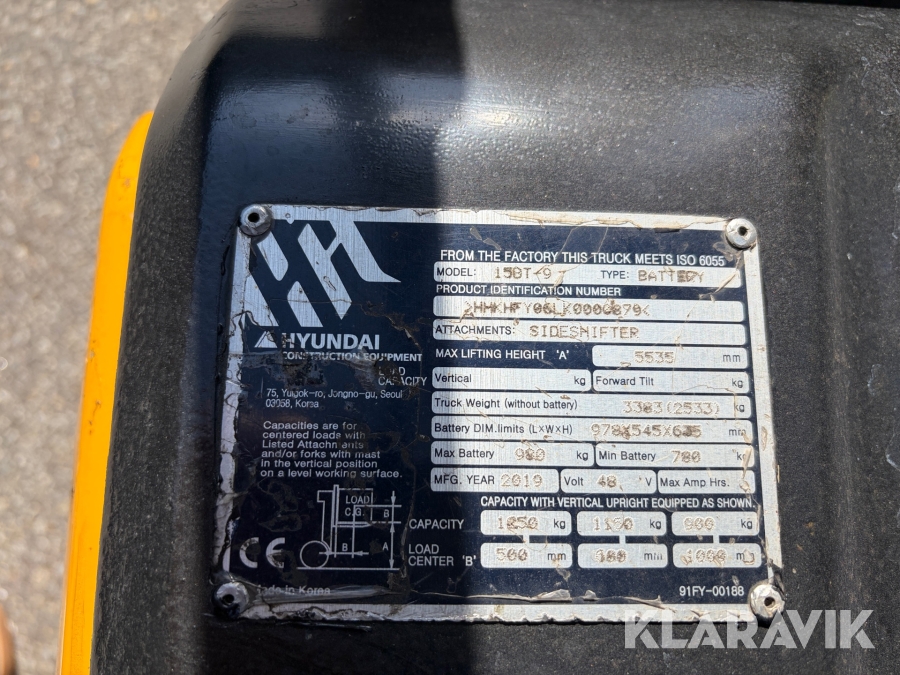 FROM THE FACTORY THIS TRUCK MEETS ISO 6055
MODEL: 15BT-9 TYPE: BATTERY
PRODUCT IDENTIFICATION NUMBER
ATTACHMENTS: SIDESHIFTER
HYUNDAI
CONSTRUCTION EQUIPMENT
MAX LIFTING HEIGHT 'A' 5535 mm
LOAD
CAPACITY
Vertical kg Forward Tilt kg
75, Yulgok-ro, Jongno-gu, Seoul
03058, Korea
Truck Weight (without battery) 3383(2533) kg
Capacities are for
centered loads with
Listed Attachments
and/or forks with mast
in the vertical position
on a level working surface.
Battery DIM.limits (L×W×H) mm
Max Battery 980 kg Min Battery 780 kg
MFG. YEAR 2019 Volt 48 V Max Amp Hrs.
CAPACITY WITH VERTICAL UPRIGHT EQUIPPED AS SHOWN.
LOAD
C.G.
B
B
A
CAPACITY kg kg 900 kg
LOAD
CENTER 'B' 500 mm mm 1000
CE
Made in Korea
91FY-00188
KLARAVIK